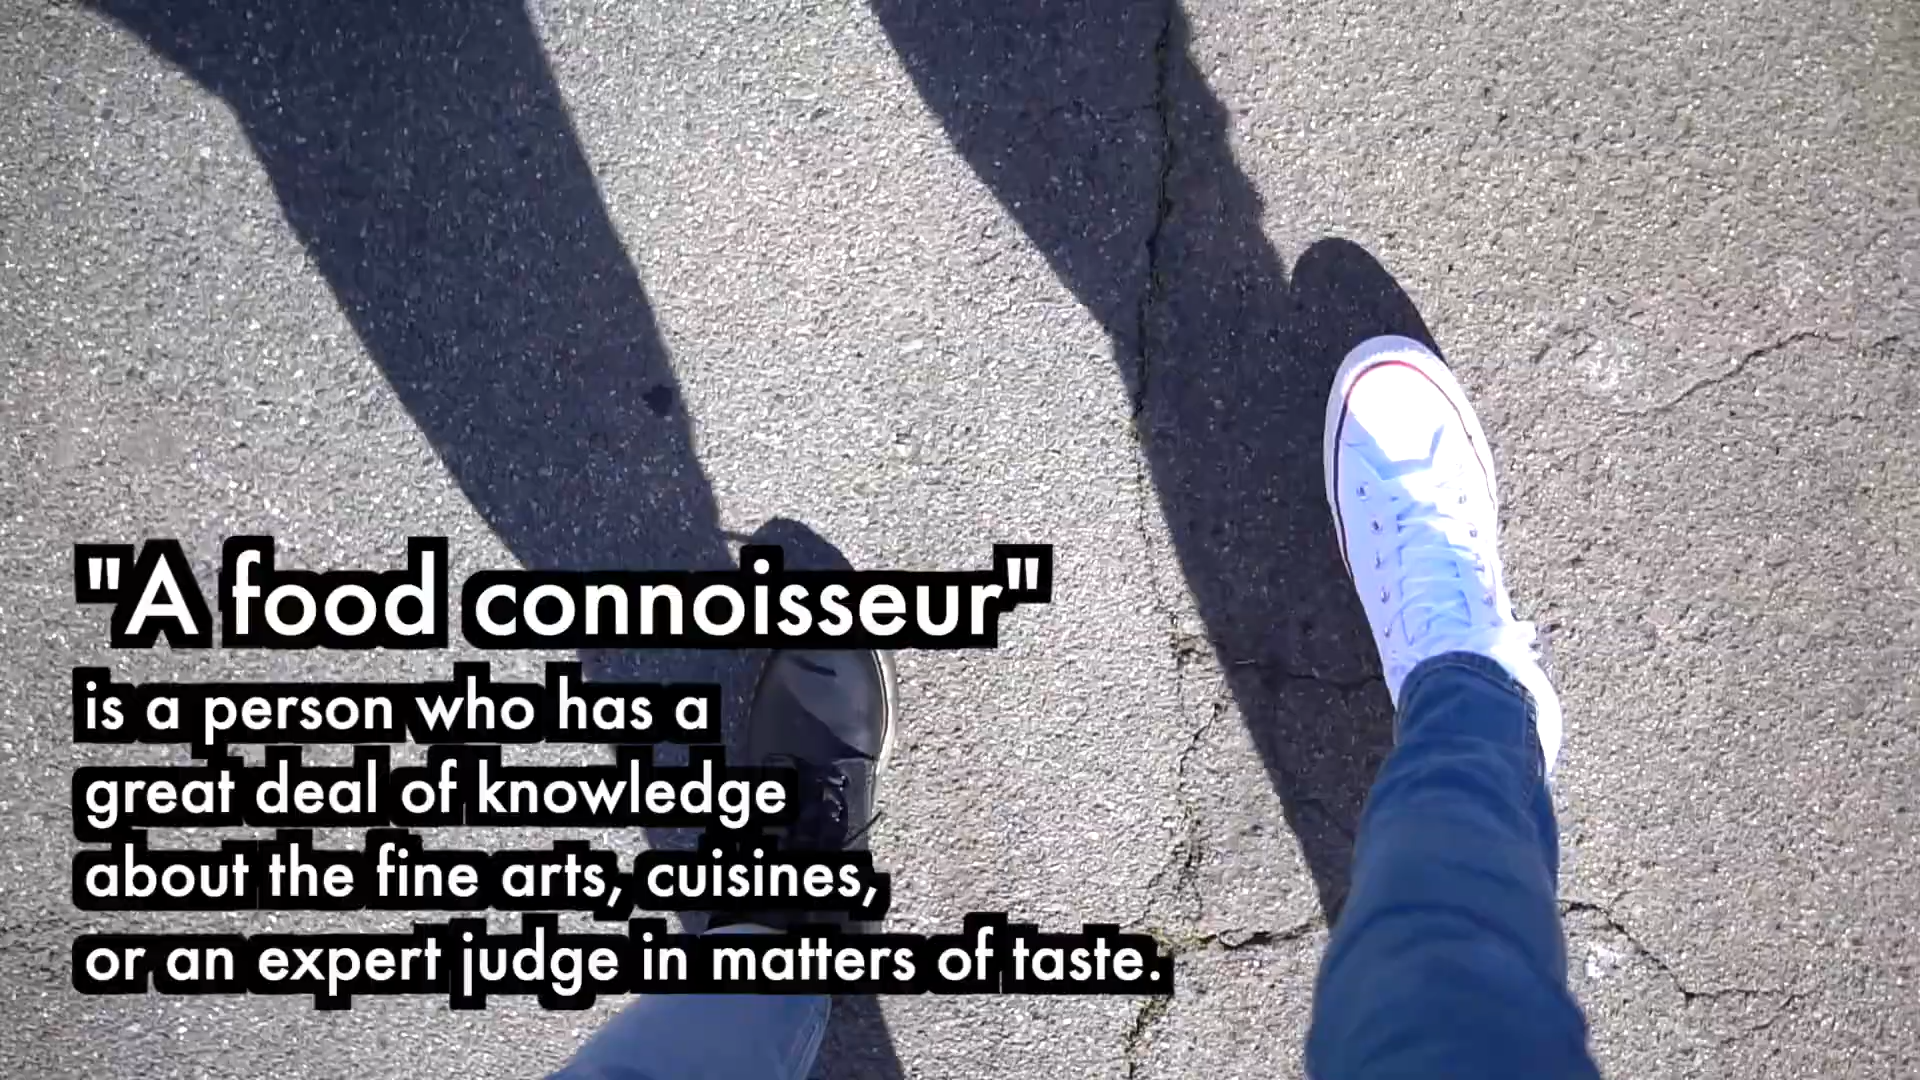 "A food connoisseur"
is a person who has a
great deal of knowledge
about the fine arts, cuisines,
or an expert judge in matters of taste.